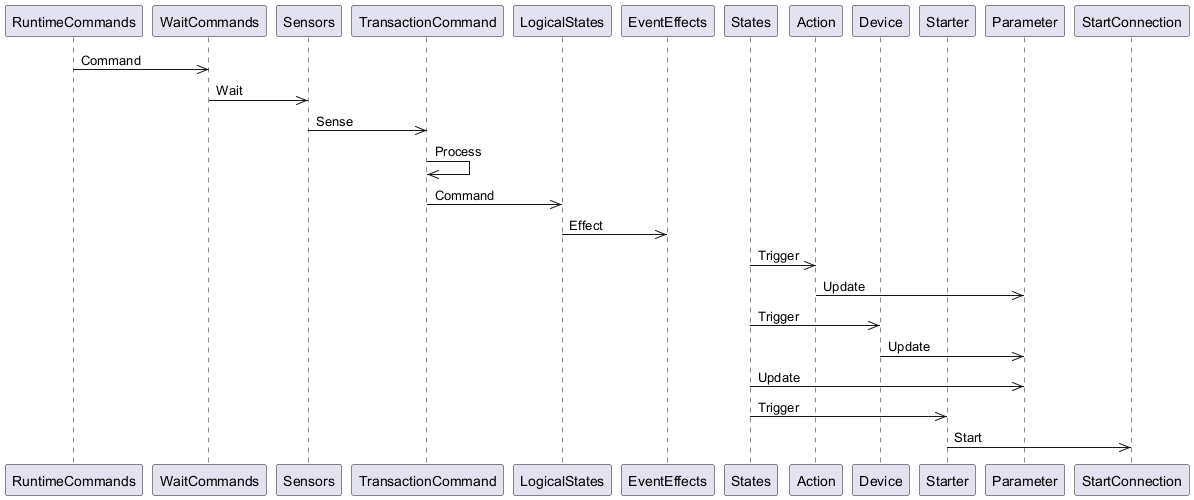 RuntimeCommands WaitCommands Sensors TransactionCommand LogicalStates EventEffects States Action Device Starter Parameter StartConnection
Command
Wait
Sense
Process
Command
Effect
Trigger
Update
Trigger
Update
Update
Trigger
Start
RuntimeCommands WaitCommands Sensors TransactionCommand LogicalStates EventEffects States Action Device Starter Parameter StartConnection